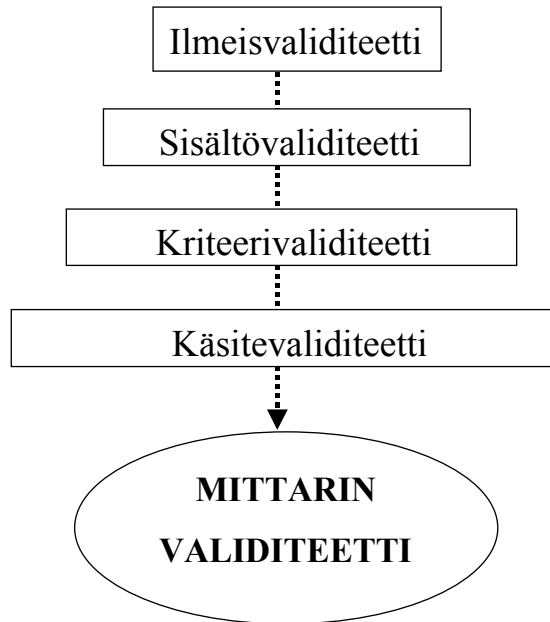 Ilmeisvaliditeetti
Sisältövaliditeetti
Kriteerivaliditeetti
Käsitevaliditeetti
MITTARIN
VALIDITEETTI